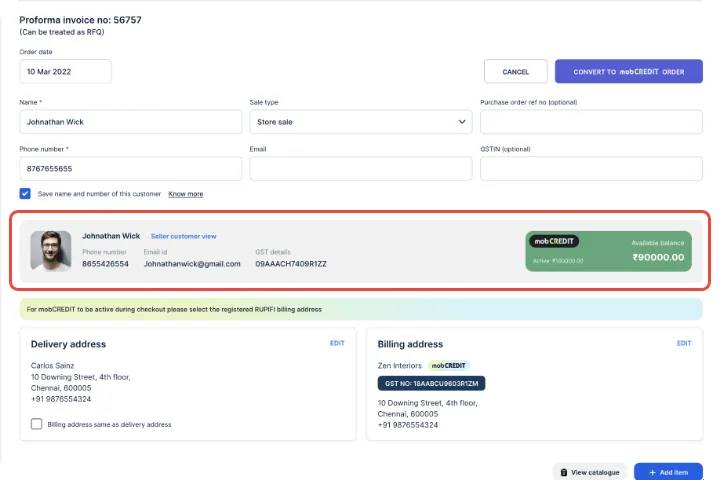 Proforma invoice no: 56757
(Can be treated as RFQ)
Order date
10 Mar 2022
CANCEL
CONVERT TO mobCREDIT ORDER
Name *
Sale type
Purchase order ref no (optional)
Johnathan Wick
Store sale
Phone number *
Email
GSTIN (optional)
8767655655
Save name and number of this customer Know more
Johnathan Wick Seller customer view
Phone number Email id GST details
8655426554 Johnathanwick@gmail.com 09AAACH7409R1ZZ
mobCREDIT
Available balance
₹90000.00
Active: ₹100000.00
For mobCREDIT to be active during checkout please select the registered RUPIFI billing address
Delivery address
EDIT
Carlos Sainz
10 Downing Street, 4th floor,
Chennai, 600005
+91 9876554324
Billing address same as delivery address
Billing address
EDIT
Zen Interiors mobCREDIT
GST NO: 18AABCU9603R1ZM
10 Downing Street, 4th floor,
Chennai, 600005
+91 9876554324
View catalogue
+ Add item